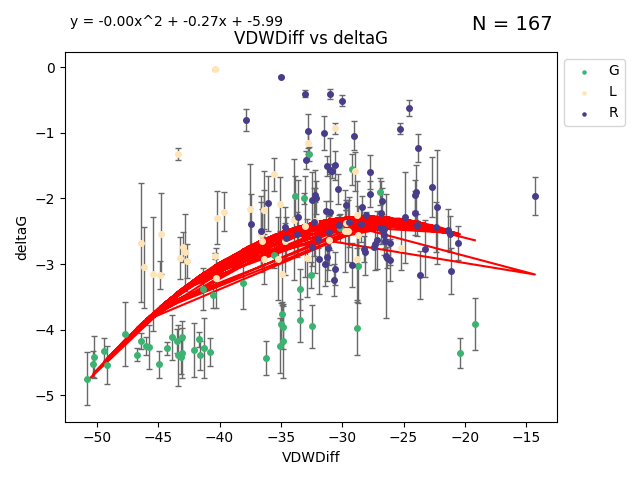 y = -0.00x^2 + -0.27x + -5.99
N = 167
VDWDiff vs deltaG
G
L
R
deltaG
0
−1
−2
−3
−4
−5
−50 −45 −40 −35 −30 −25 −20 −15
VDWDiff